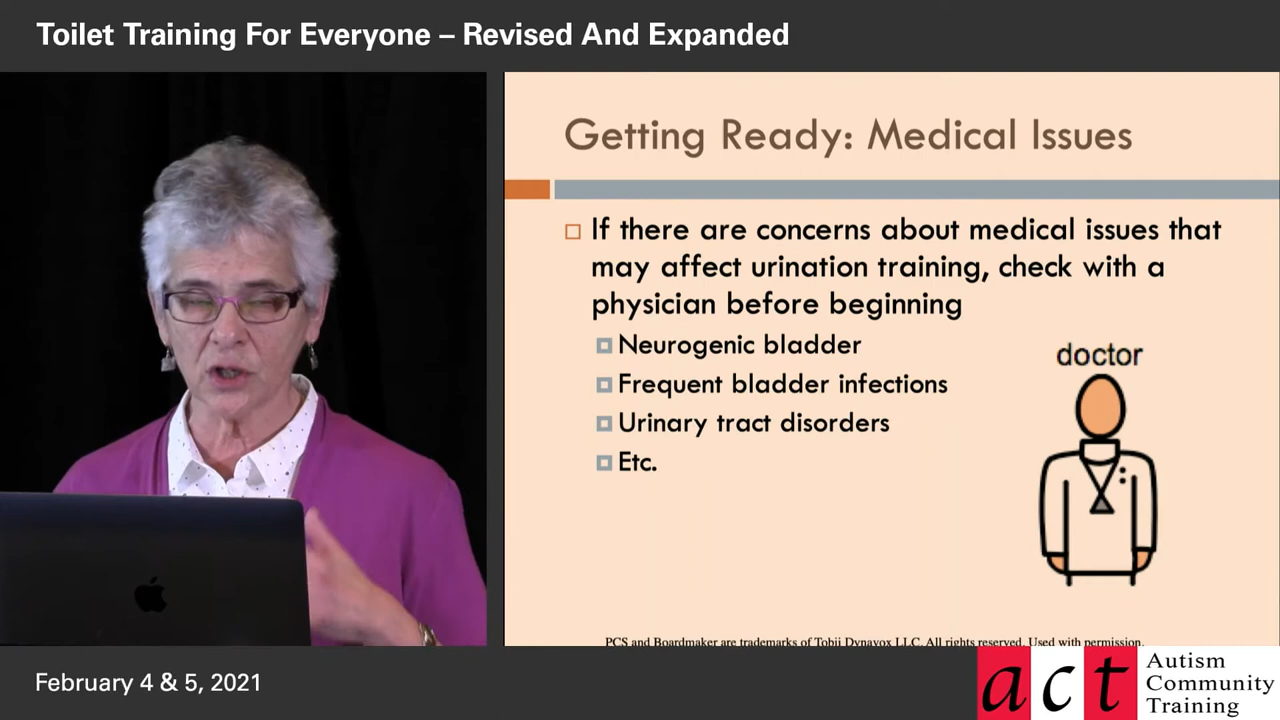 Toilet Training For Everyone – Revised And Expanded
Getting Ready: Medical Issues
If there are concerns about medical issues that
may affect urination training, check with a
physician before beginning
Neurogenic bladder
Frequent bladder infections
Urinary tract disorders
Etc.
doctor
PCS and Boardmaker are trademarks of Tobii Dynavox LLC. All rights reserved. Used with permission.
February 4 & 5, 2021
act
Autism
Community
Training